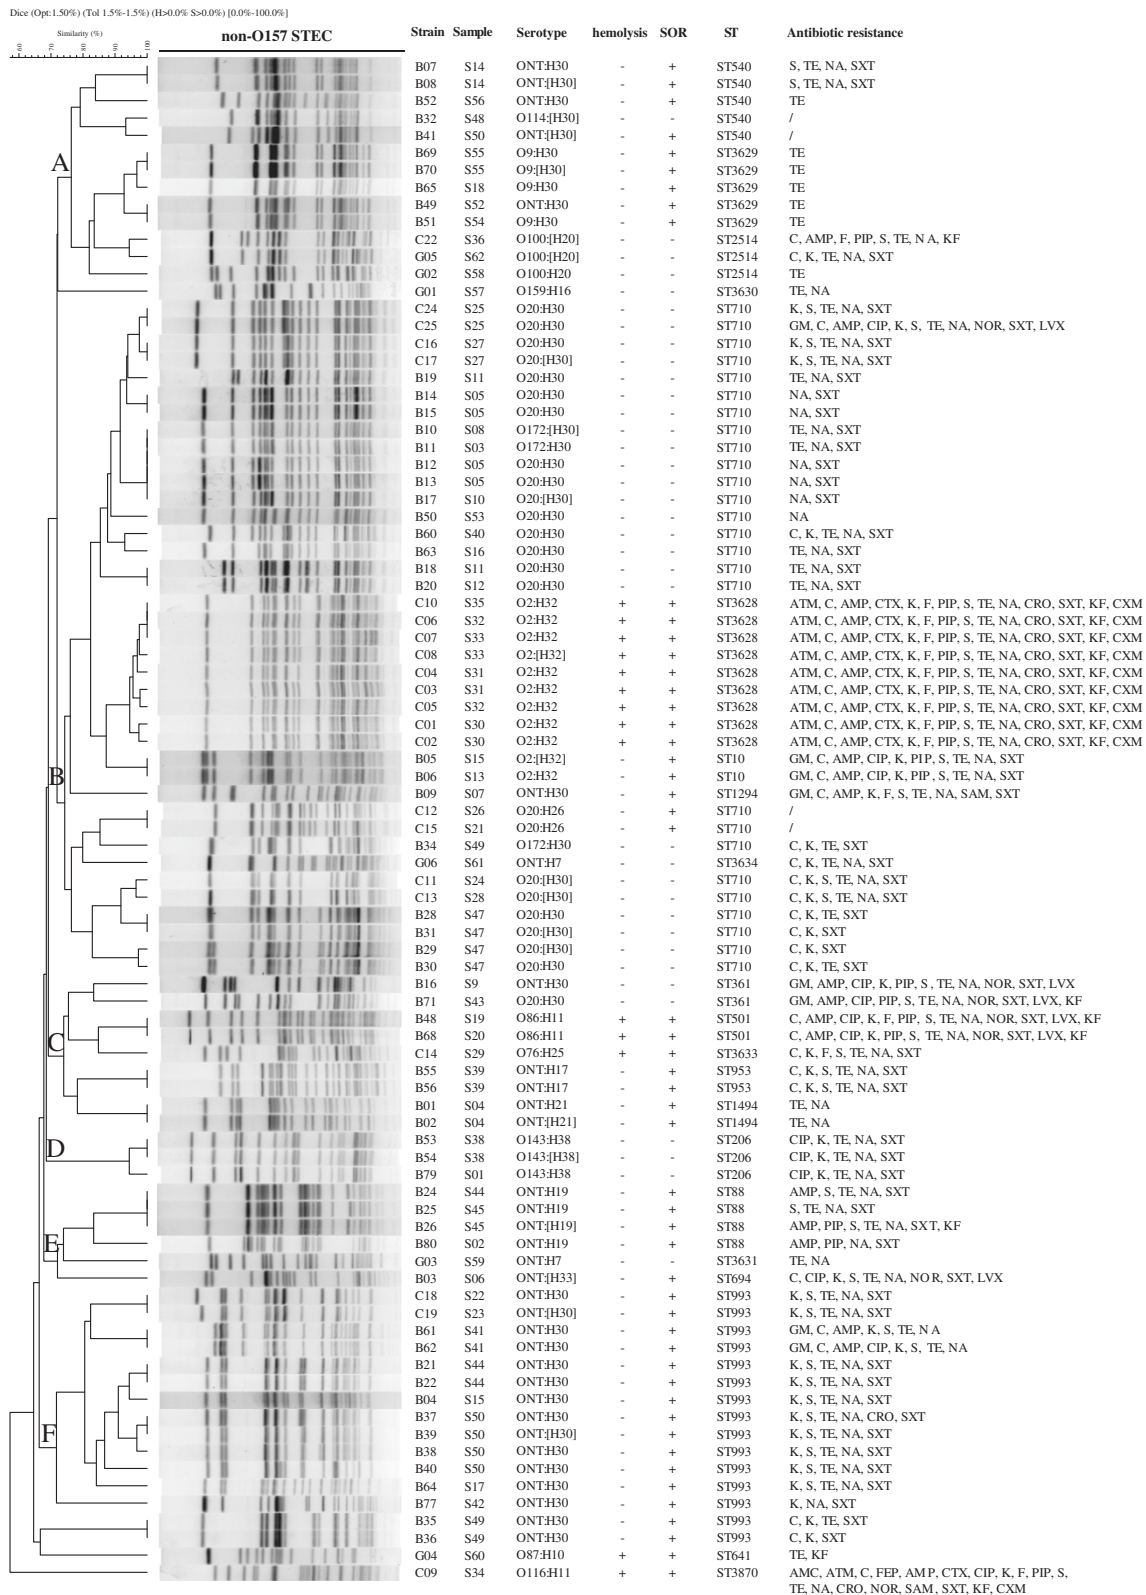 Dice (Opt:1.50%) (Tol 1.5%-1.5%) (H>0.0% S>0.0%) [0.0%-100.0%]
Similarity (%)
60 70 80 90 100
non-O157 STEC
Strain Sample Serotype hemolysis SOR ST Antibiotic resistance
B07 S14 ONT:H30 - + ST540 S, TE, NA, SXT
B08 S14 ONT:[H30] - + ST540 S, TE, NA, SXT
B52 S56 ONT:H30 - + ST540 TE
B32 S48 O114:[H30] - - ST540 /
B41 S50 ONT:[H30] - + ST540 /
B69 S55 O9:H30 - + ST3629 TE
A
B70 S55 O9:[H30] - + ST3629 TE
B65 S18 O9:H30 - + ST3629 TE
B49 S52 ONT:H30 - + ST3629 TE
B51 S54 O9:H30 - + ST3629 TE
C22 S36 O100:[H20] - - ST2514 C, AMP, F, PIP, S, TE, NA, KF
G05 S62 O100:[H20] - - ST2514 C, K, TE, NA, SXT
G02 S58 O100:H20 - - ST2514 TE
G01 S57 O159:H16 - - ST3630 TE, NA
C24 S25 O20:H30 - - ST710 K, S, TE, NA, SXT
C25 S25 O20:H30 - - ST710 GM, C, AMP, CIP, K, S, TE, NA, NOR, SXT, LVX
C16 S27 O20:H30 - - ST710 K, S, TE, NA, SXT
C17 S27 O20:[H30] - - ST710 K, S, TE, NA, SXT
B19 S11 O20:H30 - - ST710 TE, NA, SXT
B14 S05 O20:H30 - - ST710 NA, SXT
B15 S05 O20:H30 - - ST710 NA, SXT
B10 S08 O172:[H30] - - ST710 TE, NA, SXT
B11 S03 O172:H30 - - ST710 TE, NA, SXT
B12 S05 O20:H30 - - ST710 NA, SXT
B13 S05 O20:H30 - - ST710 NA, SXT
B17 S10 O20:[H30] - - ST710 NA, SXT
B50 S53 O20:H30 - - ST710 NA
B60 S40 O20:H30 - - ST710 C, K, TE, NA, SXT
B63 S16 O20:H30 - - ST710 TE, NA, SXT
B18 S11 O20:H30 - - ST710 TE, NA, SXT
B20 S12 O20:H30 - - ST710 TE, NA, SXT
C10 S35 O2:H32 + + ST3628 ATM, C, AMP, CTX, K, F, PIP, S, TE, NA, CRO, SXT, KF, CXM
C06 S32 O2:H32 + + ST3628 ATM, C, AMP, CTX, K, F, PIP, S, TE, NA, CRO, SXT, KF, CXM
C07 S33 O2:H32 + + ST3628 ATM, C, AMP, CTX, K, F, PIP, S, TE, NA, CRO, SXT, KF, CXM
C08 S33 O2:[H32] + + ST3628 ATM, C, AMP, CTX, K, F, PIP, S, TE, NA, CRO, SXT, KF, CXM
C04 S31 O2:H32 + + ST3628 ATM, C, AMP, CTX, K, F, PIP, S, TE, NA, CRO, SXT, KF, CXM
C03 S31 O2:H32 + + ST3628 ATM, C, AMP, CTX, K, F, PIP, S, TE, NA, CRO, SXT, KF, CXM
C05 S32 O2:H32 + + ST3628 ATM, C, AMP, CTX, K, F, PIP, S, TE, NA, CRO, SXT, KF, CXM
C01 S30 O2:H32 + + ST3628 ATM, C, AMP, CTX, K, F, PIP, S, TE, NA, CRO, SXT, KF, CXM
C02 S30 O2:H32 + + ST3628 ATM, C, AMP, CTX, K, F, PIP, S, TE, NA, CRO, SXT, KF, CXM
B05 S15 O2:[H32] - + ST10 GM, C, AMP, CIP, K, PIP, S, TE, NA, SXT
B
B06 S13 O2:H32 - + ST10 GM, C, AMP, CIP, K, PIP, S, TE, NA, SXT
B09 S07 ONT:H30 - + ST1294 GM, C, AMP, K, F, S, TE, NA, SAM, SXT
C12 S26 O20:H26 - + ST710 /
C15 S21 O20:H26 - + ST710 /
B34 S49 O172:H30 - - ST710 C, K, TE, SXT
G06 S61 ONT:H7 - - ST3634 C, K, TE, NA, SXT
C11 S24 O20:[H30] - - ST710 C, K, S, TE, NA, SXT
C13 S28 O20:[H30] - - ST710 C, K, S, TE, NA, SXT
B28 S47 O20:H30 - - ST710 C, K, TE, SXT
B31 S47 O20:[H30] - - ST710 C, K, SXT
B29 S47 O20:[H30] - - ST710 C, K, SXT
B30 S47 O20:H30 - - ST710 C, K, TE, SXT
B16 S9 ONT:H30 - - ST361 GM, AMP, CIP, K, PIP, S, TE, NA, NOR, SXT, LVX
B71 S43 O20:H30 - - ST361 GM, AMP, CIP, PIP, S, TE, NA, NOR, SXT, LVX, KF
B48 S19 O86:H11 + + ST501 C, AMP, CIP, K, F, PIP, S, TE, NA, NOR, SXT, LVX, KF
B68 S20 O86:H11 + + ST501 C, AMP, CIP, K, PIP, S, TE, NA, NOR, SXT, LVX, KF
C
C14 S29 O76:H25 + + ST3633 C, K, F, S, TE, NA, SXT
B55 S39 ONT:H17 - + ST953 C, K, S, TE, NA, SXT
B56 S39 ONT:H17 - + ST953 C, K, S, TE, NA, SXT
B01 S04 ONT:H21 - + ST1494 TE, NA
B02 S04 ONT:[H21] - + ST1494 TE, NA
B53 S38 O143:H38 - - ST206 CIP, K, TE, NA, SXT
D
B54 S38 O143:[H38] - - ST206 CIP, K, TE, NA, SXT
B79 S01 O143:H38 - - ST206 CIP, K, TE, NA, SXT
B24 S44 ONT:H19 - + ST88 AMP, S, TE, NA, SXT
B25 S45 ONT:H19 - + ST88 S, TE, NA, SXT
B26 S45 ONT:[H19] - + ST88 AMP, PIP, S, TE, NA, SXT, KF
E
B80 S02 ONT:H19 - + ST88 AMP, PIP, NA, SXT
G03 S59 ONT:H7 - - ST3631 TE, NA
B03 S06 ONT:[H33] - + ST694 C, CIP, K, S, TE, NA, NOR, SXT, LVX
C18 S22 ONT:H30 - + ST993 K, S, TE, NA, SXT
C19 S23 ONT:[H30] - + ST993 K, S, TE, NA, SXT
B61 S41 ONT:H30 - + ST993 GM, C, AMP, K, S, TE, NA
B62 S41 ONT:H30 - + ST993 GM, C, AMP, CIP, K, S, TE, NA
B21 S44 ONT:H30 - + ST993 K, S, TE, NA, SXT
B22 S44 ONT:H30 - + ST993 K, S, TE, NA, SXT
B04 S15 ONT:H30 - + ST993 K, S, TE, NA, SXT
B37 S50 ONT:H30 - + ST993 K, S, TE, NA, CRO, SXT
F
B39 S50 ONT:[H30] - + ST993 K, S, TE, NA, SXT
B38 S50 ONT:H30 - + ST993 K, S, TE, NA, SXT
B40 S50 ONT:H30 - + ST993 K, S, TE, NA, SXT
B64 S17 ONT:H30 - + ST993 K, S, TE, NA, SXT
B77 S42 ONT:H30 - + ST993 K, NA, SXT
B35 S49 ONT:H30 - + ST993 C, K, TE, SXT
B36 S49 ONT:H30 - + ST993 C, K, SXT
G04 S60 O87:H10 + + ST641 TE, KF
C09 S34 O116:H11 + + ST3870 AMC, ATM, C, FEP, AMP, CTX, CIP, K, F, PIP, S,
TE, NA, CRO, NOR, SAM, SXT, KF, CXM